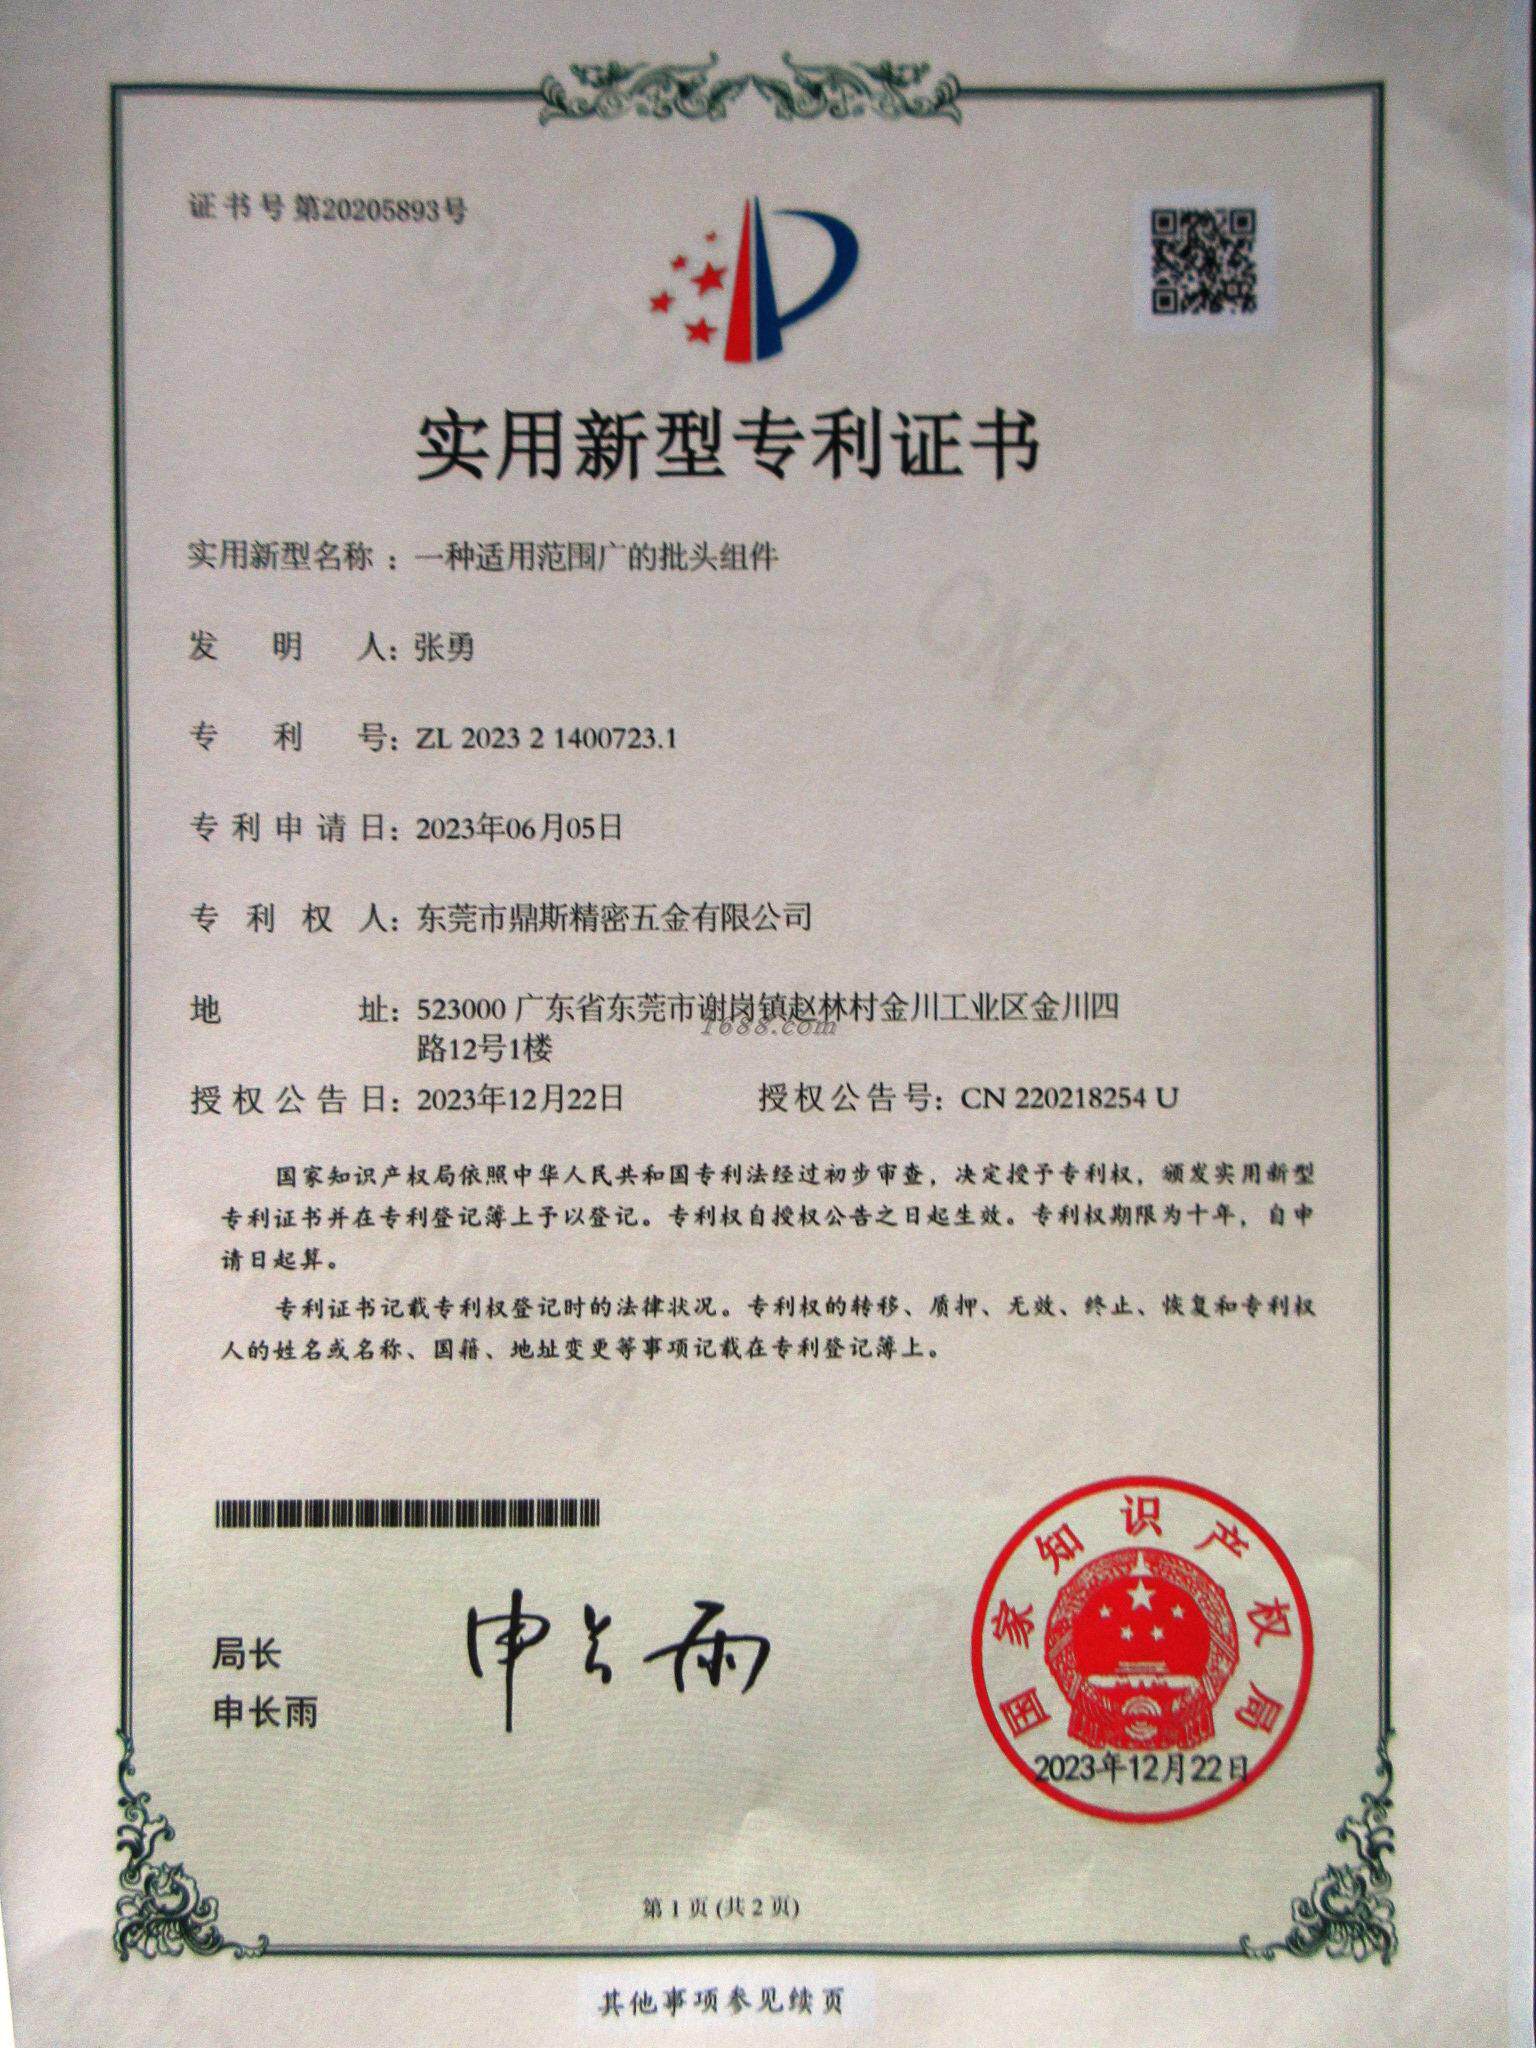 证书号第20205893号
实用新型专利证书
实用新型名称：一种适用范围广的批头组件
发明人：张勇
专利号：ZL 2023 2 1400723.1
专利申请日：2023年06月05日
专利权人：东莞市鼎斯精密五金有限公司
地址：523000 广东省东莞市谢岗镇赵林村金川工业区金川四
路12号1楼
1688.com
授权公告日：2023年12月22日 授权公告号：CN 220218254 U
国家知识产权局依照中华人民共和国专利法经过初步审查，决定授予专利权，颁发实用新型
专利证书并在专利登记簿上予以登记。专利权自授权公告之日起生效。专利权期限为十年，自申
请日起算。
专利证书记载专利权登记时的法律状况。专利权的转移、质押、无效、终止、恢复和专利权
人的姓名或名称、国籍、地址变更等事项记载在专利登记簿上。
局长
申长雨
申长雨
国家知识产权局
2023年12月22日
第 1 页 (共 2 页)
其他事项参见续页
CNIPA